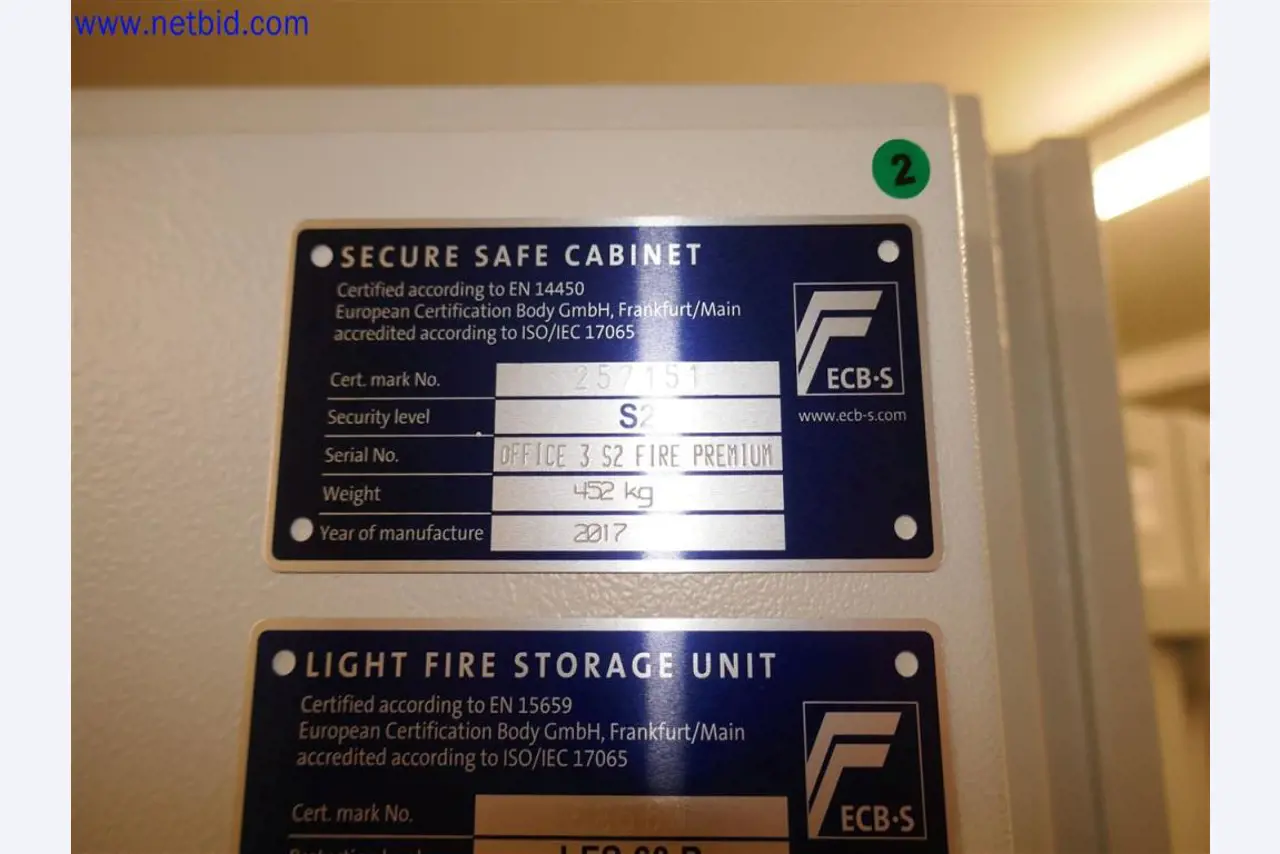 www.netbid.com
2
SECURE SAFE CABINET
Certified according to EN 14450
European Certification Body GmbH, Frankfurt/Main
accredited according to ISO/IEC 17065
ECB·S
www.ecb-s.com
Cert. mark No. 257151
Security level S2
Serial No. OFFICE 3 S2 FIRE PREMIUM
Weight 452 kg
Year of manufacture 2017
LIGHT FIRE STORAGE UNIT
Certified according to EN 15659
European Certification Body GmbH, Frankfurt/Main
accredited according to ISO/IEC 17065
ECB·S
Cert. mark No.